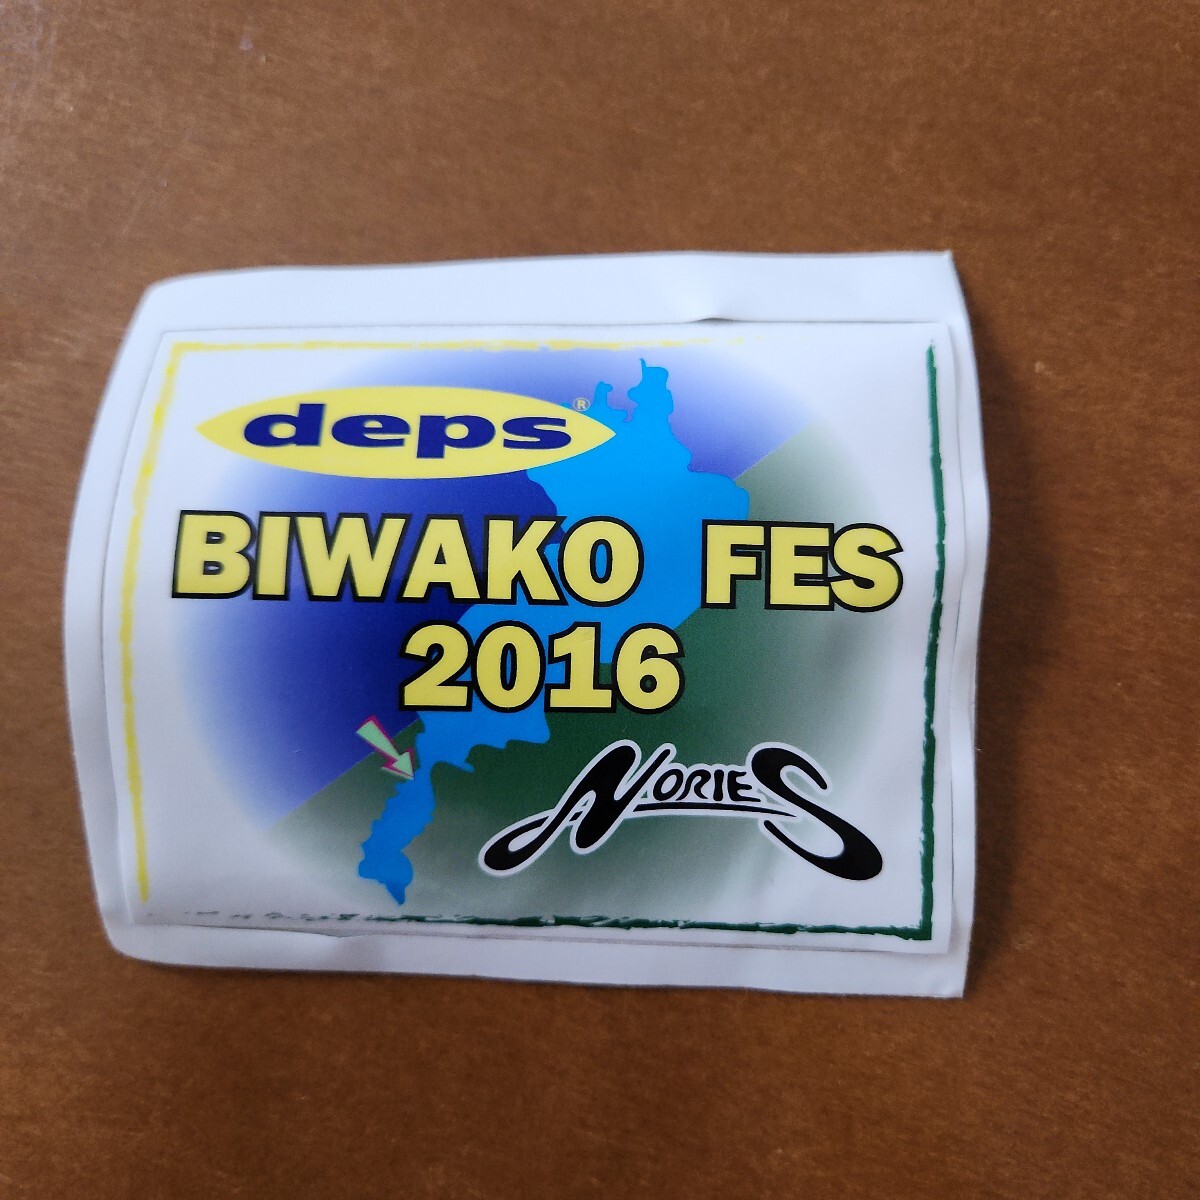 deps®
BIWAKO FES
2016
NORIES